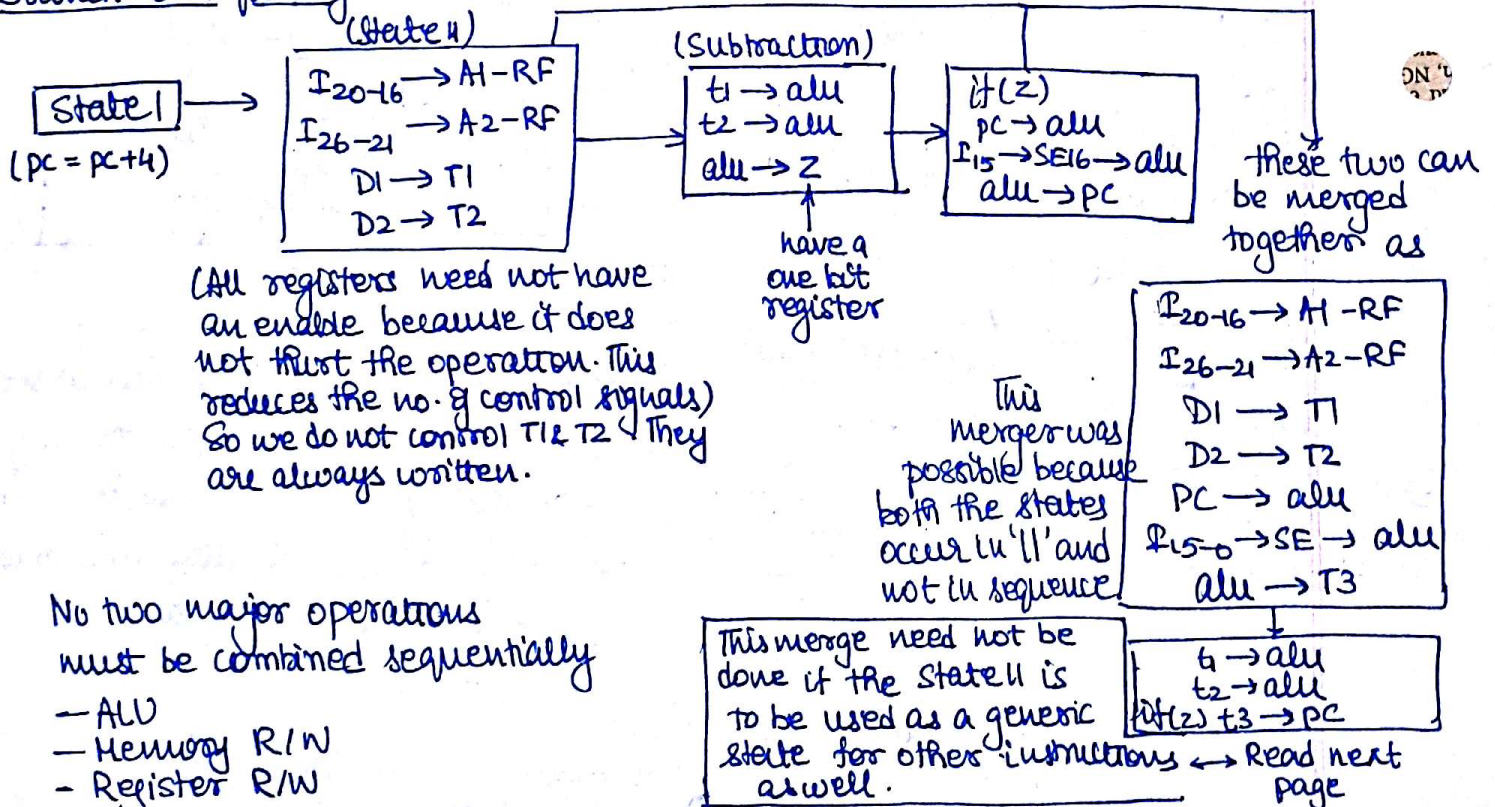 (State 11)
I20-16 → A1-RF
I26-21 → A2-RF
D1 → T1
D2 → T2
State 1
(pc = pc+4)
(Subtraction)
t1 → alu
t2 → alu
alu → Z
have a
one bit
register
if(Z)
pc → alu
I15 → SE16 → alu
alu → pc
these two can
be merged
together as
(All registers need not have
an enable because it does
not the operation. This
reduces the no. of control signals)
So we do not control T1 & T2. They
are always written.
I20-16 → A1 -RF
I26-21 → A2-RF
D1 → T1
D2 → T2
PC → alu
I15-0 → SE → alu
alu → T3
This
merger was
possible because
both the states
occur in '11' and
not in sequence
t1 → alu
t2 → alu
if(z) t3 → PC
No two major operations
must be combined sequentially
— ALU
— Memory R/W
- Register R/W
This merge need not be
done if the State 11 is
to be used as a generic
state for other instructions ↔ Read next
as well.
page